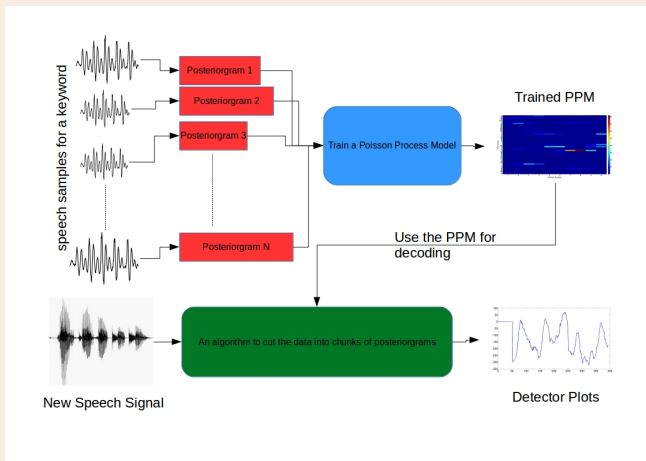 speech samples for a keyword
Posteriorgram 1
Posteriorgram 2
Posteriorgram 3
Posteriorgram N
Train a Poisson Process Model
Trained PPM
Use the PPM for
decoding
An algorithm to cut the data into chunks of posteriorgrams
New Speech Signal
Detector Plots